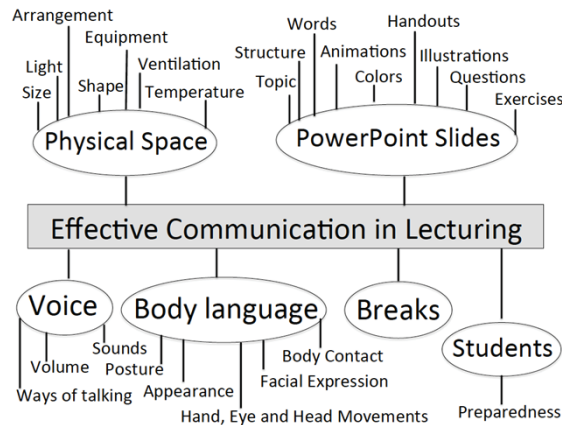 Arrangement
Equipment
Light
Ventilation
Size
Shape
Temperature
Physical Space
Handouts
Words
Structure
Animations
Illustrations
Topic
Colors
Questions
Exercises
PowerPoint Slides
Effective Communication in Lecturing
Voice
Sounds
Volume
Ways of talking
Body language
Posture
Appearance
Hand, Eye and Head Movements
Facial Expression
Body Contact
Breaks
Students
Preparedness